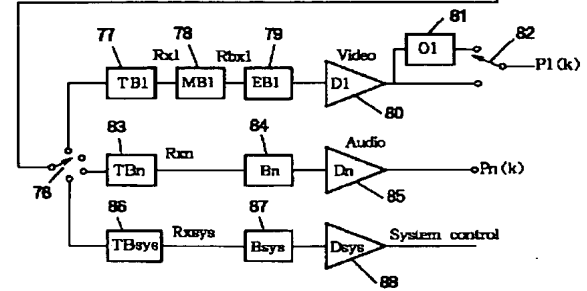 77 Rx1 78 Rbx1 79 Video 81 82
TB1 MB1 EB1 D1 O1 P1(k)
80
83 84 Audio
76 TBn Rxn Bn Dn Pn(k)
85
86 87
TBsys Rxsys Bsys Dsys System control
88